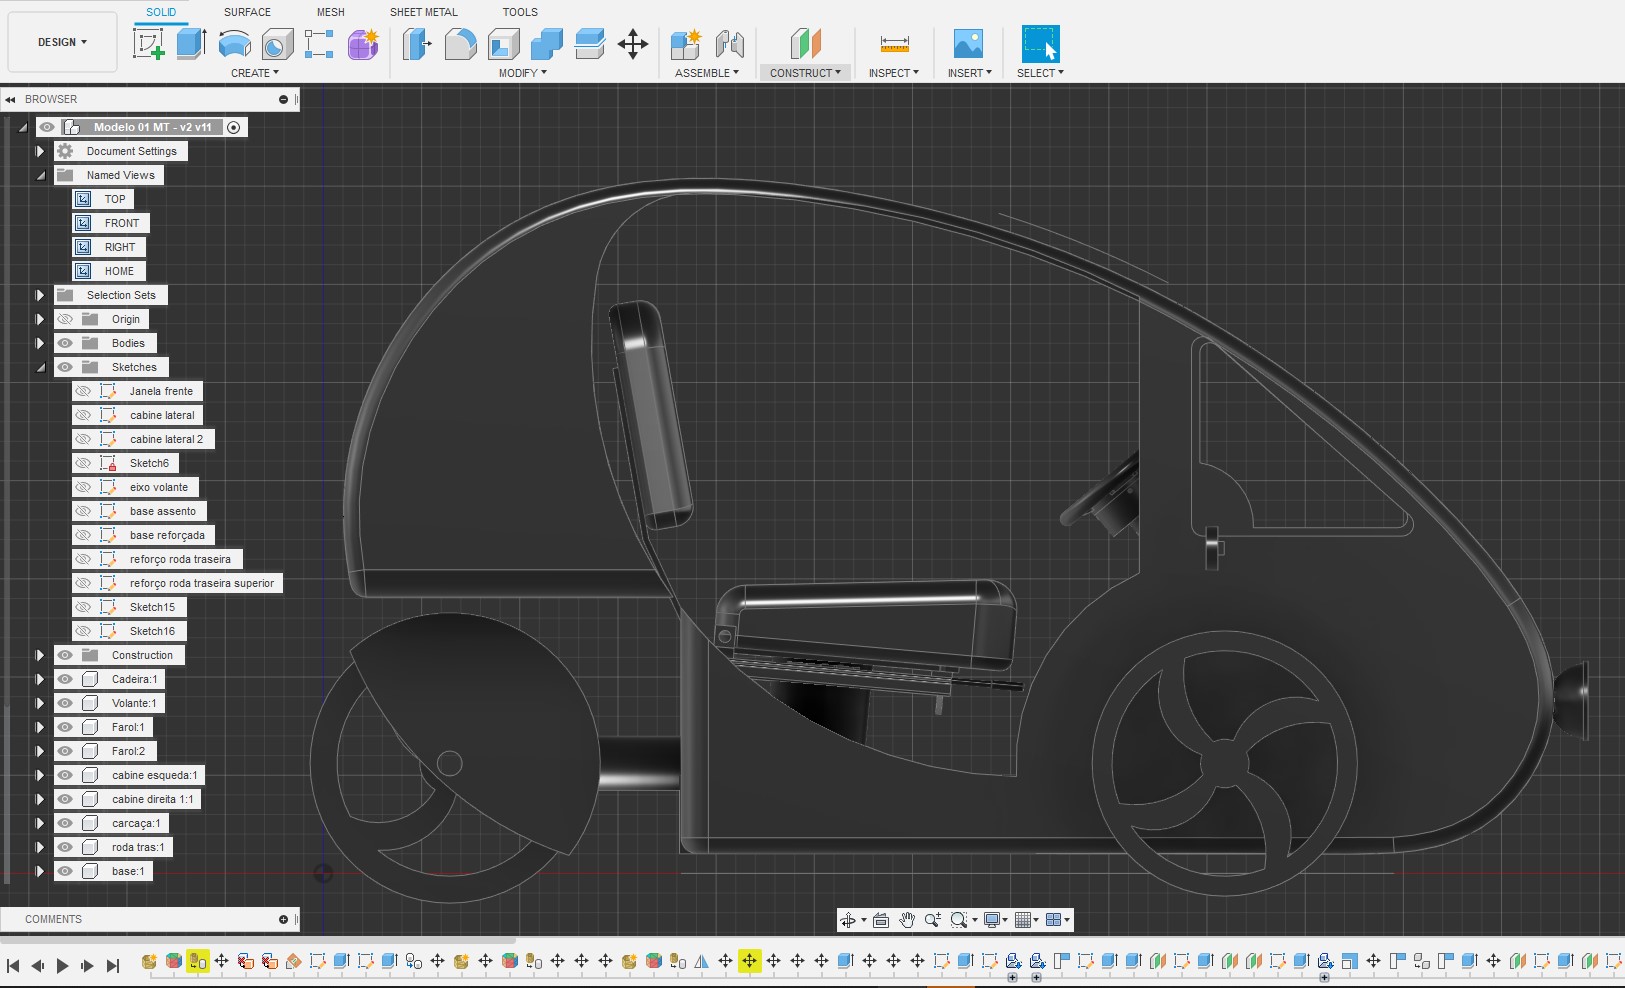 SOLID SURFACE MESH SHEET METAL TOOLS
DESIGN
CREATE MODIFY ASSEMBLE CONSTRUCT INSPECT INSERT SELECT
BROWSER
Modelo 01 MT - v2 v11
Document Settings
Named Views
TOP
FRONT
RIGHT
HOME
Selection Sets
Origin
Bodies
Sketches
Janela frente
cabine lateral
cabine lateral 2
Sketch6
eixo volante
base assento
base reforçada
reforço roda traseira
reforço roda traseira superior
Sketch15
Sketch16
Construction
Cadeira:1
Volante:1
Farol:1
Farol:2
cabine esqueda:1
cabine direita 1:1
carcaça:1
roda tras:1
base:1
COMMENTS